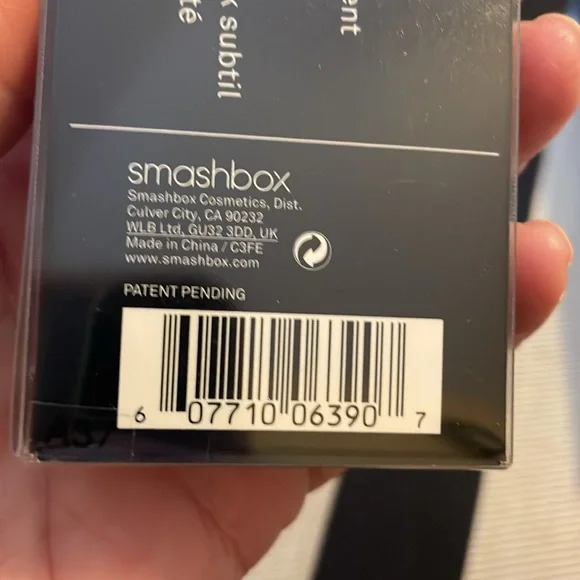 ent
k subtil
té
smashbox
Smashbox Cosmetics, Dist.
Culver City, CA 90232
WLB Ltd, GU32 3DD, UK
Made in China / C3FE
www.smashbox.com
PATENT PENDING
6 07710 06390 7